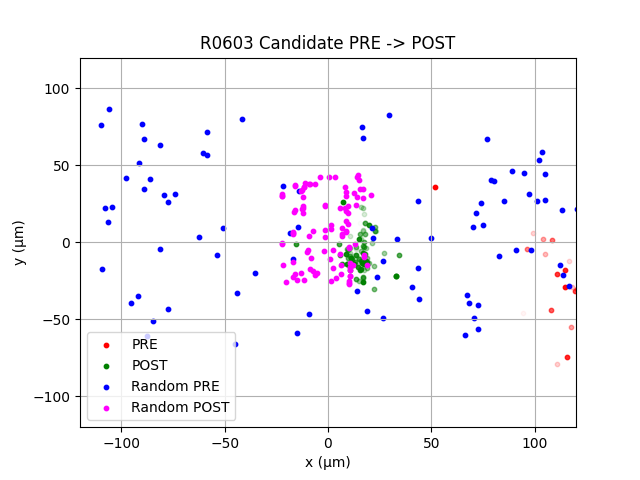 R0603 Candidate PRE -> POST
100
50
0
−50
−100
y (μm)
PRE
POST
Random PRE
Random POST
−100 −50 0 50 100
x (μm)